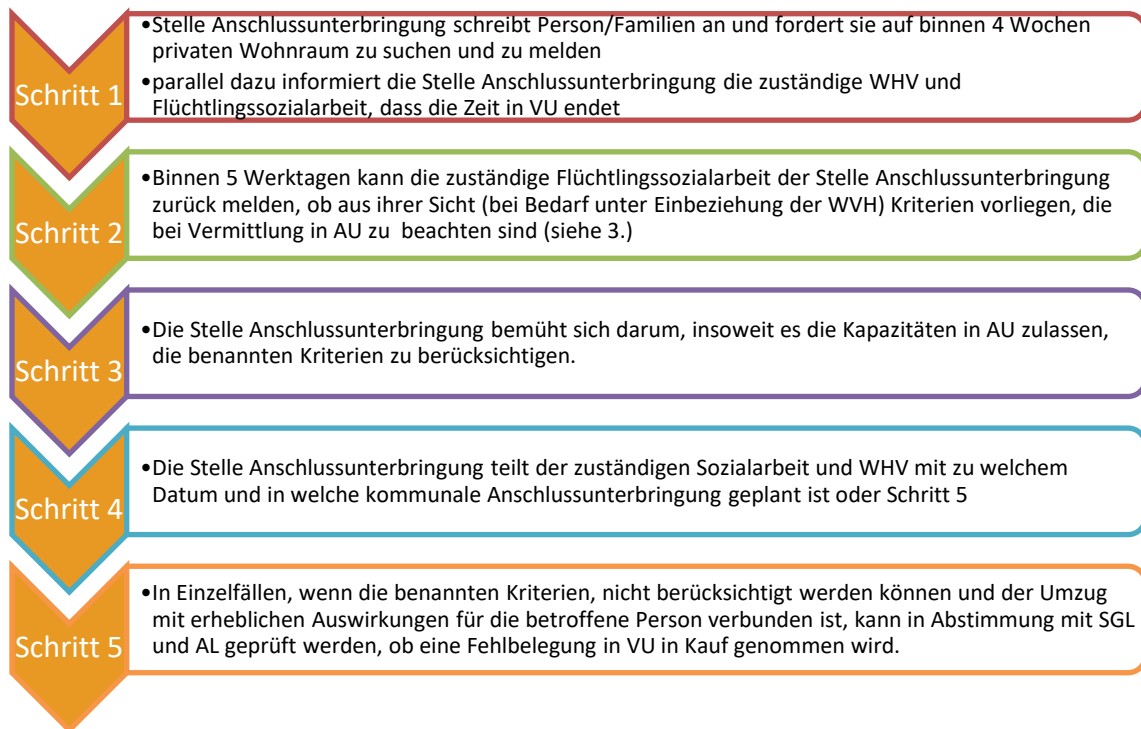 Schritt 1
•Stelle Anschlussunterbringung schreibt Person/Familien an und fordert sie auf binnen 4 Wochen
privaten Wohnraum zu suchen und zu melden
•parallel dazu informiert die Stelle Anschlussunterbringung die zuständige WHV und
Flüchtlingssozialarbeit, dass die Zeit in VU endet
Schritt 2
•Binnen 5 Werktagen kann die zuständige Flüchtlingssozialarbeit der Stelle Anschlussunterbringung
zurück melden, ob aus ihrer Sicht (bei Bedarf unter Einbeziehung der WVH) Kriterien vorliegen, die
bei Vermittlung in AU zu beachten sind (siehe 3.)
Schritt 3
•Die Stelle Anschlussunterbringung bemüht sich darum, insoweit es die Kapazitäten in AU zulassen,
die benannten Kriterien zu berücksichtigen.
Schritt 4
•Die Stelle Anschlussunterbringung teilt der zuständigen Sozialarbeit und WHV mit zu welchem
Datum und in welche kommunale Anschlussunterbringung geplant ist oder Schritt 5
Schritt 5
•In Einzelfällen, wenn die benannten Kriterien, nicht berücksichtigt werden können und der Umzug
mit erheblichen Auswirkungen für die betroffene Person verbunden ist, kann in Abstimmung mit SGL
und AL geprüft werden, ob eine Fehlbelegung in VU in Kauf genommen wird.